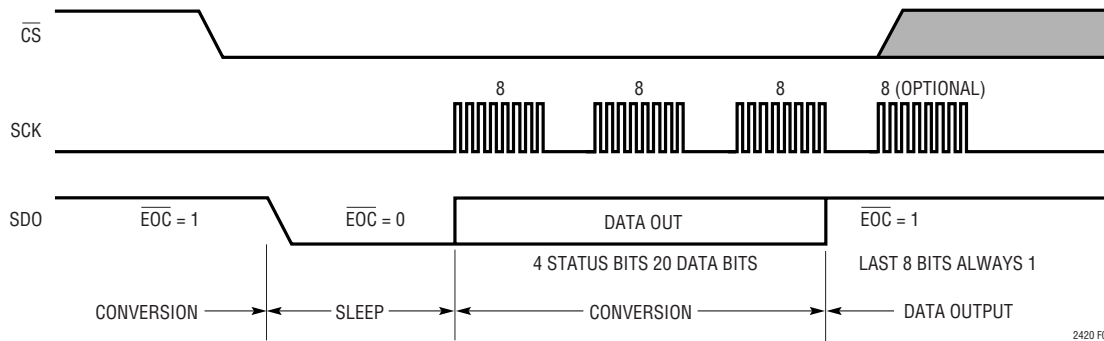 CS
8 8 8 8 (OPTIONAL)
SCK
SDO EOC = 1 EOC = 0 DATA OUT EOC = 1
4 STATUS BITS 20 DATA BITS LAST 8 BITS ALWAYS 1
CONVERSION SLEEP CONVERSION DATA OUTPUT
2420